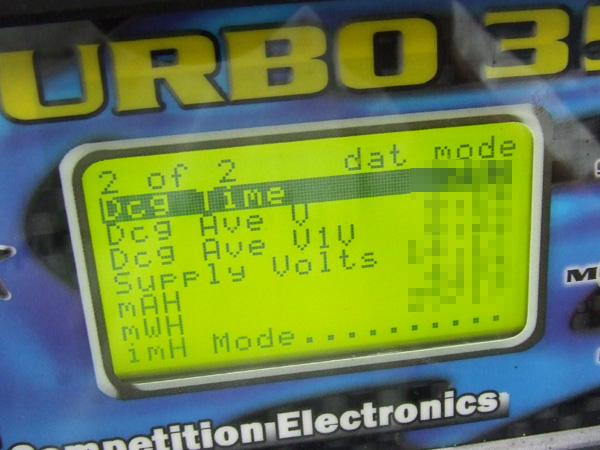 URBO 35
2 of 2 dat mode
Dcg Time
Dcg Ave V
Dcg Ave V1V
Supply Volts
mAH
mWH
imH Mode..........
Competition Electronics